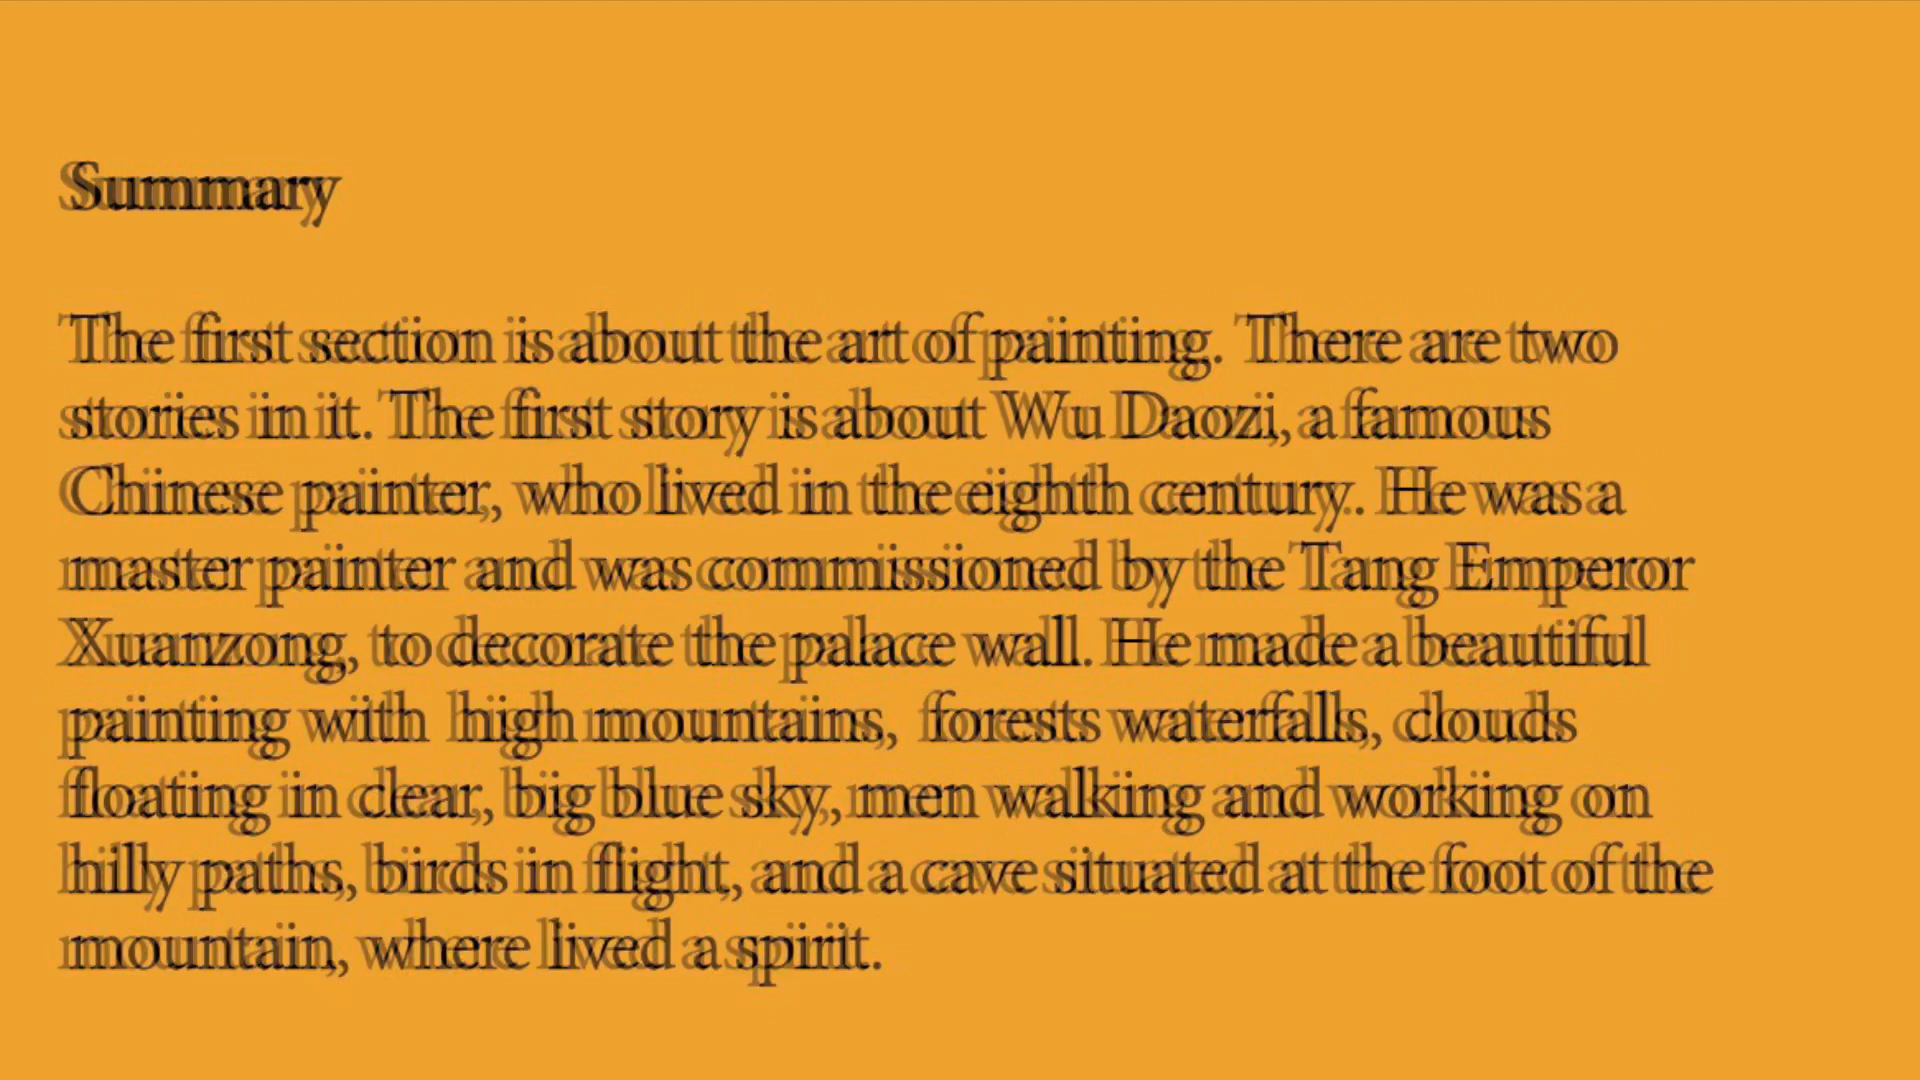 Summary
The first section is about the art of painting. There are two
stories in it. The first story is about Wu Daozi, a famous
Chinese painter, who lived in the eighth century. He was a
master painter and was commissioned by the Tang Emperor
Xuanzong, to decorate the palace wall. He made a beautiful
painting with high mountains, forests waterfalls, clouds
floating in clear, big blue sky, men walking and working on
hilly paths, birds in flight, and a cave situated at the foot of the
mountain, where lived a spirit.